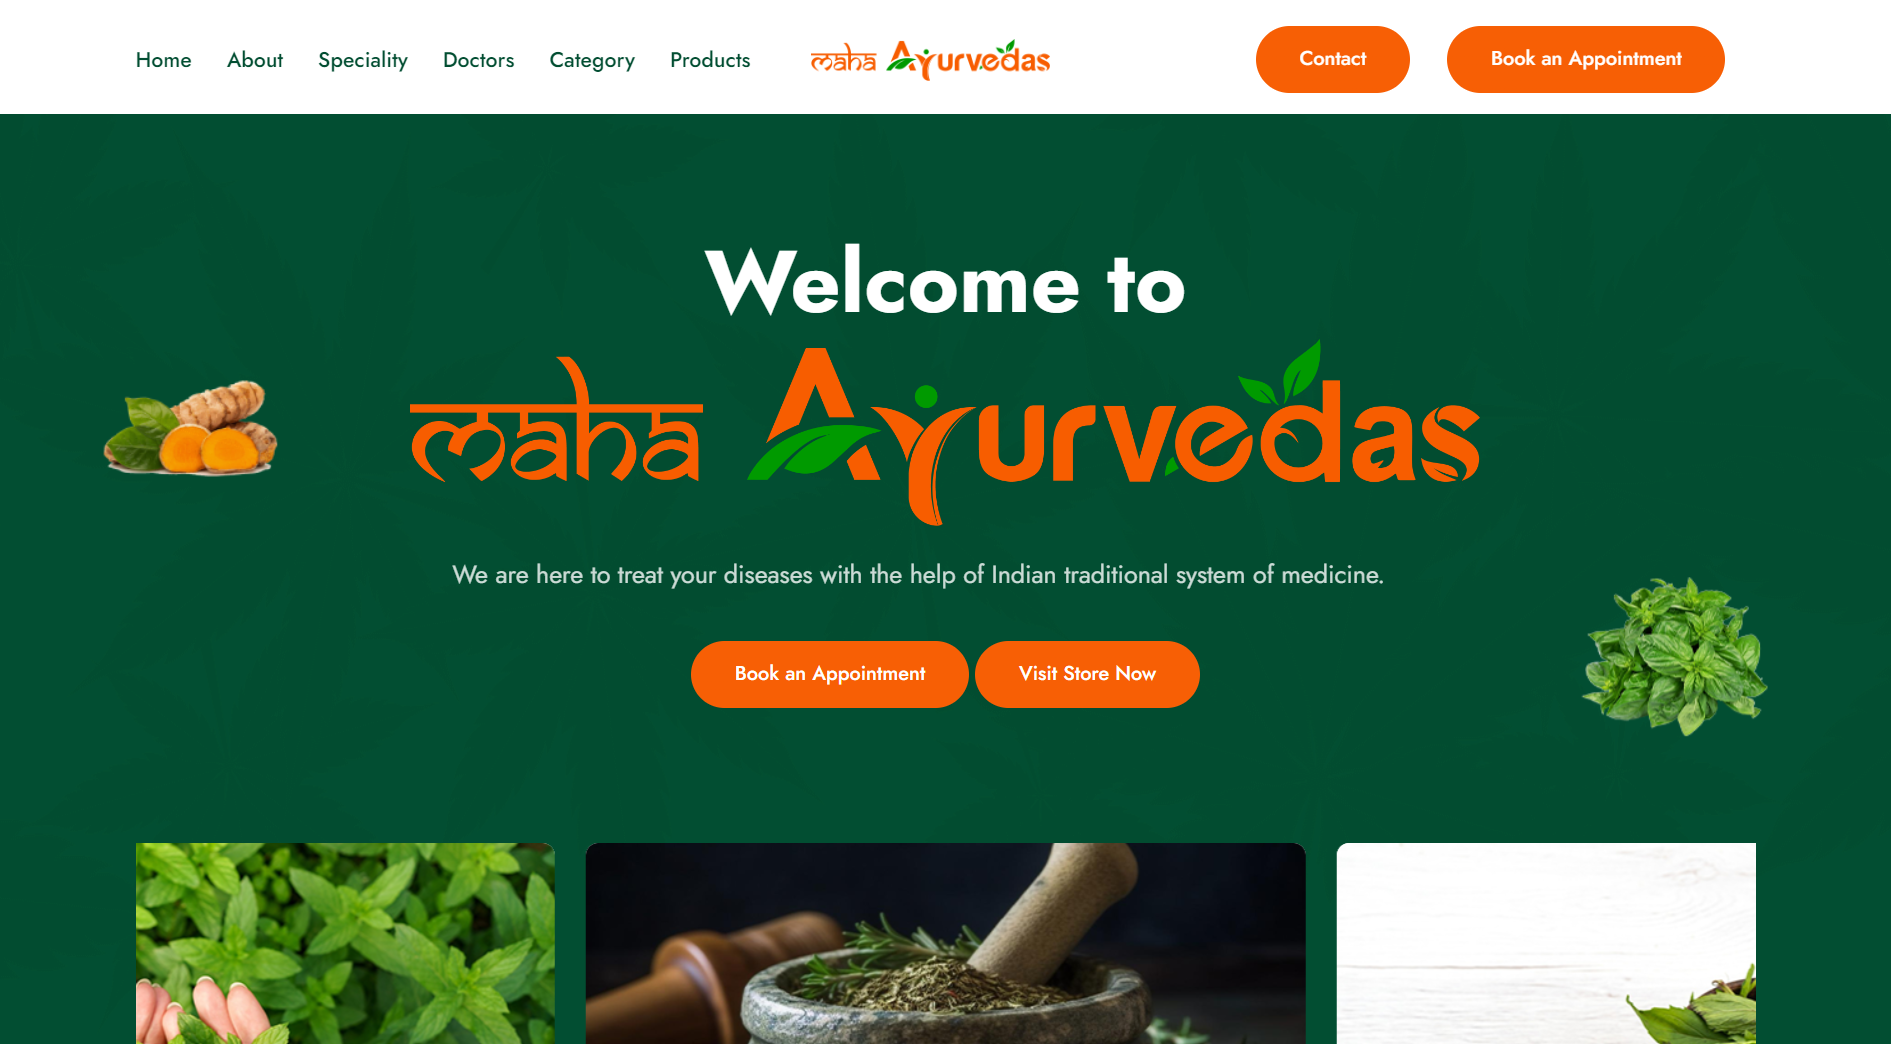 Home About Speciality Doctors Category Products maha Ayurvedas Contact Book an Appointment
Welcome to
maha Ayurvedas
We are here to treat your diseases with the help of Indian traditional system of medicine.
Book an Appointment Visit Store Now